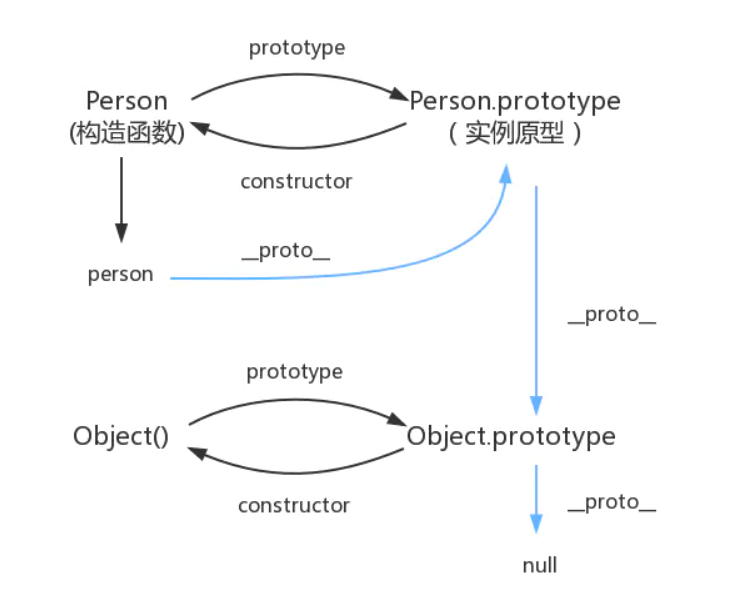 prototype
Person
(构造函数)
Person.prototype
( 实例原型 )
constructor
__proto__
person
__proto__
prototype
Object()
Object.prototype
constructor
__proto__
null